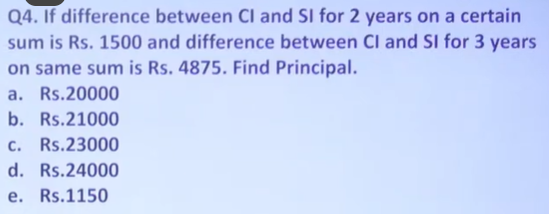 Q4. If difference between CI and SI for 2 years on a certain
sum is Rs. 1500 and difference between CI and SI for 3 years
on same sum is Rs. 4875. Find Principal.
a. Rs.20000
b. Rs.21000
c. Rs.23000
d. Rs.24000
e. Rs.1150